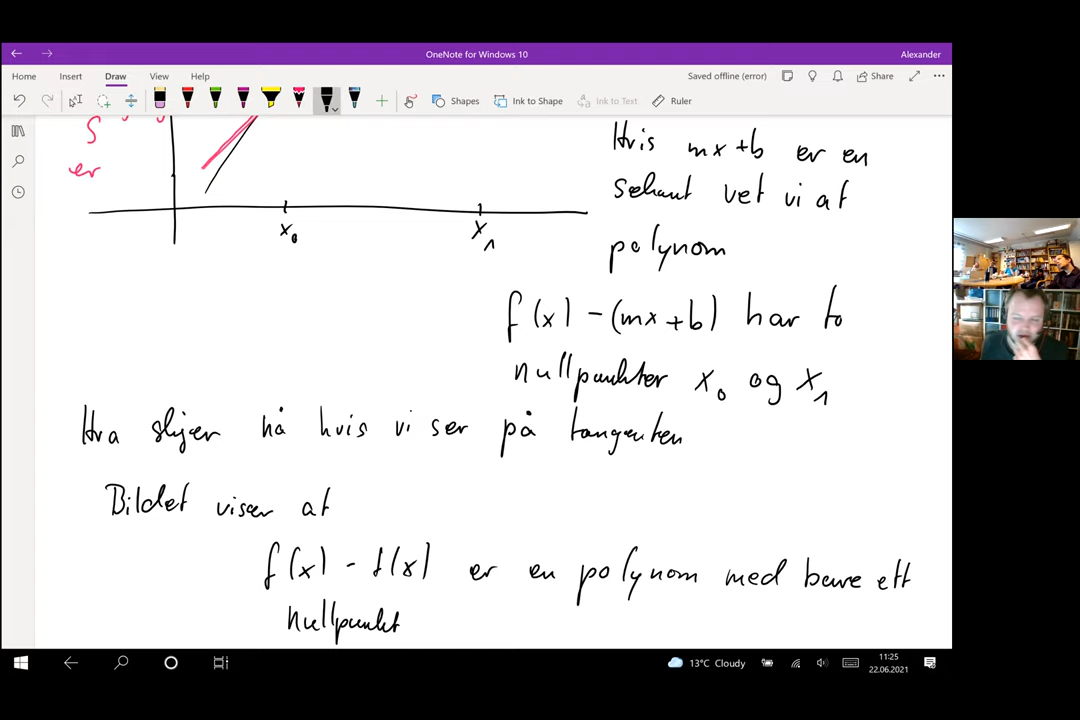 OneNote for Windows 10
Alexander
Home Insert Draw View Help
Saved offline (error)
Share
Shapes
Ink to Shape
Ink to Text
Ruler
S
er
x₀
x₁
Hvis mx+b er en
sekant vet vi at
polynom
f(x) - (mx+b) har to
nullpunkter x₀ og x₁
Hva skjer nå hvis vi ser på tangenten
Bildet viser at
f(x) - t(x) er en polynom med bare ett
nullpunkt
13°C Cloudy
11:25
22.06.2021